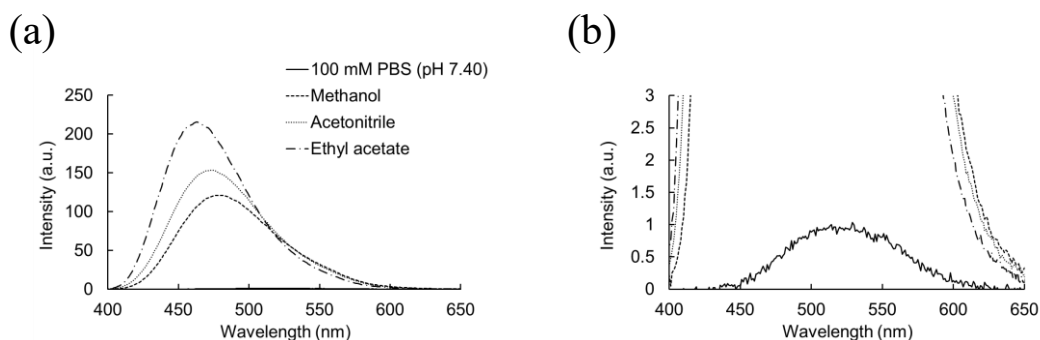 (a)
100 mM PBS (pH 7.40)
Methanol
Acetonitrile
Ethyl acetate
250
200
150
100
50
0
Intensity (a.u.)
400 450 500 550 600 650
Wavelength (nm)
(b)
3
2.5
2
1.5
1
0.5
0
Intensity (a.u.)
400 450 500 550 600 650
Wavelength (nm)